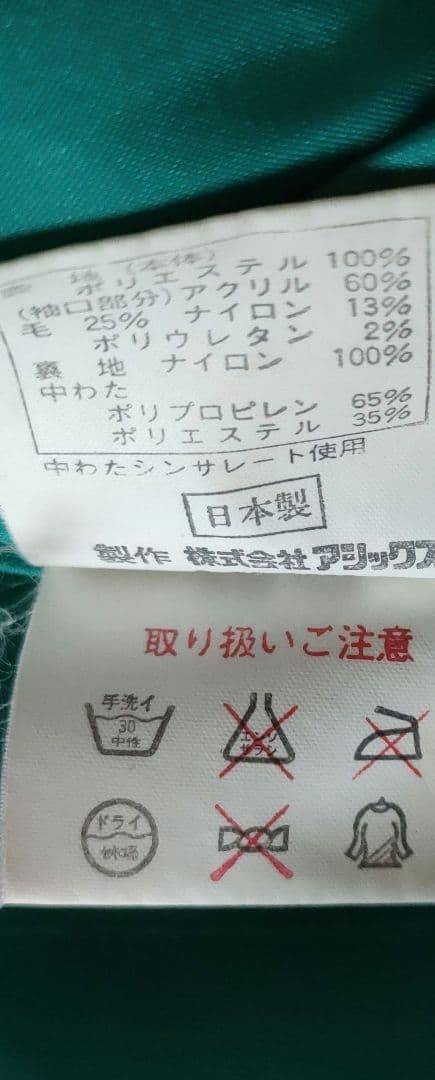 表 地 (本体)
ポリエステル 100%
(袖口部分)アクリル 60%
毛 25% ナイロン 13%
ポリウレタン 2%
裏 地 ナイロン 100%
中わた
ポリプロピレン 65%
ポリエステル 35%
中わたシンサレート使用
日本製
製作 株式会社アシックス
取り扱いご注意
手洗イ
30
中性
エンソ
サラシ
ドライ